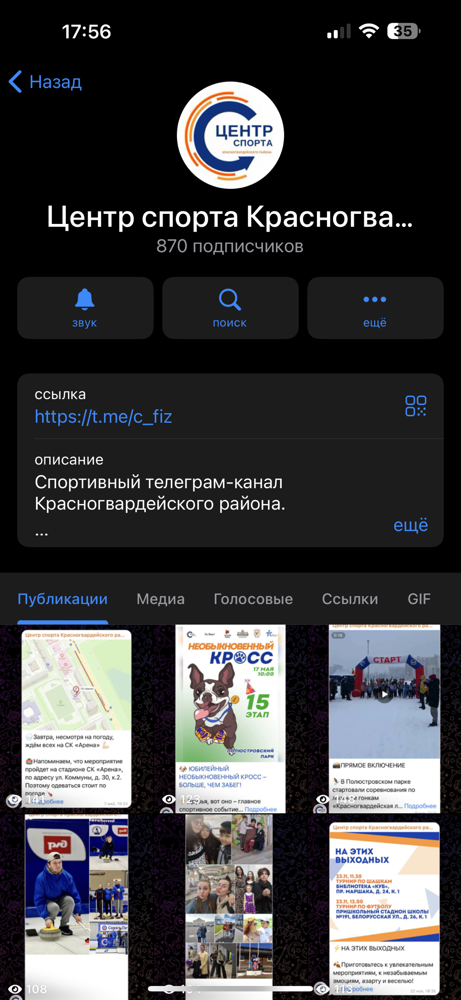 17:56
35
Назад
ЦЕНТР
СПОРТА
КРАСНОГВАРДЕЙСКОГО РАЙОНА
Центр спорта Красногва...
870 подписчиков
звук
поиск
ещё
ссылка
https://t.me/c_fiz
описание
Спортивный телеграм-канал
Красногвардейского района.
...
ещё
Публикации
Медиа
Голосовые
Ссылки
GIF
Центр спорта Красногвардейского ра...
СК «Арена»
🌧Завтра, несмотря на погоду,
ждём всех на СК «Арена» 💪🏻
Напоминаем, что мероприятие
пройдет на стадионе СК «Арена»,
по адресу ул. Коммуны, д. 30, к.2.
Поэтому одеваться стоит по
погоде🌡
... Подробнее
141
7 май, 19:33
НЕОБЫКНОВЕННЫЙ
КРОСС
17 МАЯ
10:00
15
ЭТАП
ПОЛЮСТРОВСКИЙ
ПАРК
🐶 ЮБИЛЕЙНЫЙ
НЕОБЫКНОВЕННЫЙ КРОСС –
БОЛЬШЕ, ЧЕМ ЗАБЕГ!
⚡Друзья, вот оно – главное
спортивное событие... Подробнее
123
Центр спорта Красногвардейского ра...
0:16
СТАРТ
📸ПРЯМОЕ ВКЛЮЧЕНИЕ
В Полюстровском парке
стартовали соревнования по
лыжным гонкам
«Красногвардейская л... Подробнее
148
Центр спорта Красногвардейского...
108
104
Центр спорта Красногвардейского ра...
НА ЭТИХ
ВЫХОДНЫХ
23.11, 11.30
ТУРНИР ПО ШАШКАМ
БИБЛИОТЕКА «КУБ»,
ПР. МАРШАКА, Д. 24, К. 1
23.11, 12.00
ТУРНИР ПО ФУТБОЛУ
ПРИШКОЛЬНЫЙ СТАДИОН ШКОЛЫ
№191, БЕЛОРУССКАЯ УЛ., Д. 26, К. 1
⚡НА ЭТИХ ВЫХОДНЫХ
🍂Приготовьтесь к увлекательным
мероприятиям, к незабываемым
эмоциям, азарту и веселью!
... Подробнее
113
22 ноя, 19:35